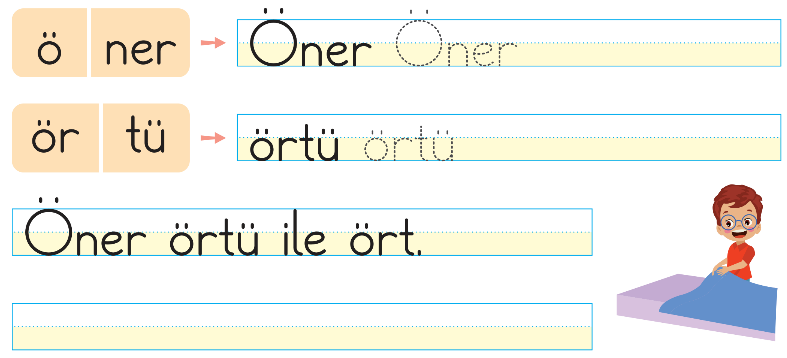 ö ner Öner Öner
ör tü örtü örtü
Öner örtü ile ört.